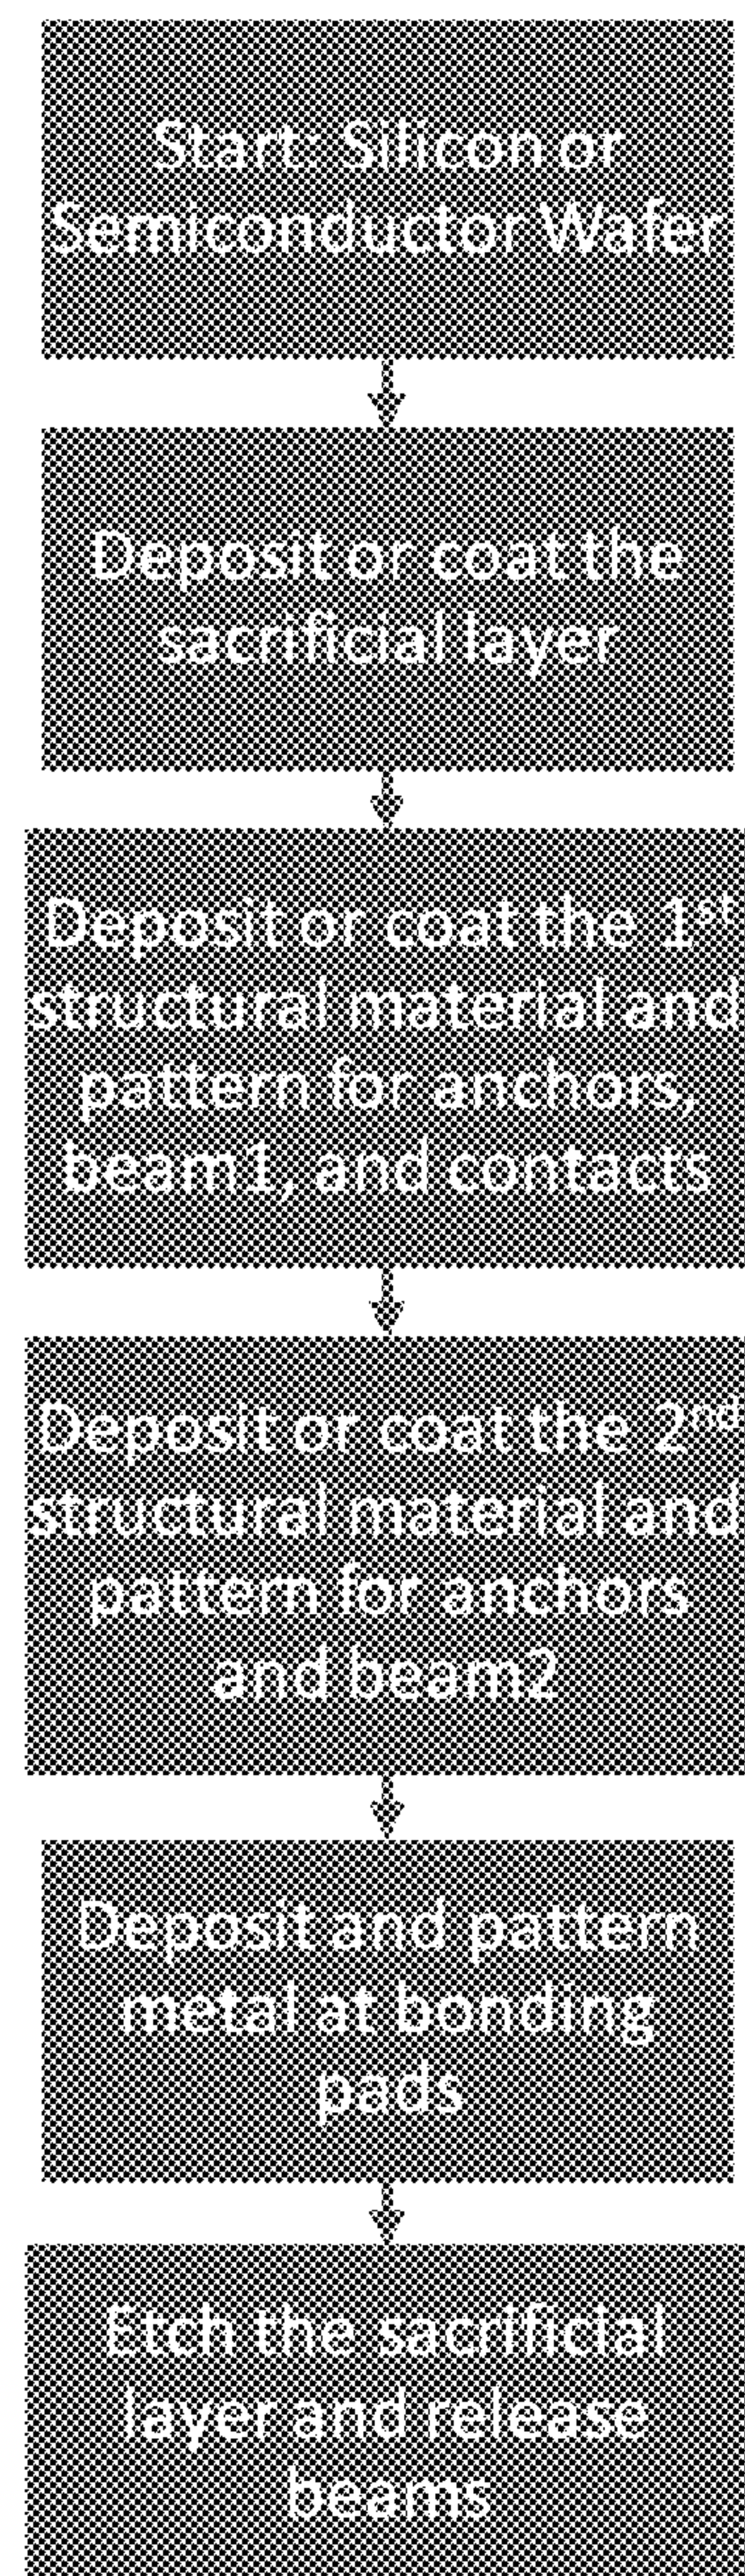 Start: Silicon or
Semiconductor Wafer
Deposit or coat the
sacrificial layer
Deposit or coat the 1st
structural material and
pattern for anchors,
beam1, and contacts
Deposit or coat the 2nd
structural material and
pattern for anchors
and beam2
Deposit and pattern
metal at bonding
pads
Etch the sacrificial
layer and release
beams